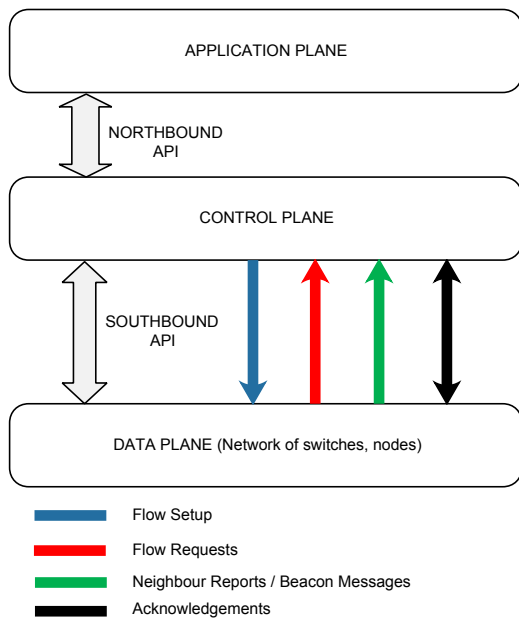 APPLICATION PLANE
NORTHBOUND
API
CONTROL PLANE
SOUTHBOUND
API
DATA PLANE (Network of switches, nodes)
Flow Setup
Flow Requests
Neighbour Reports / Beacon Messages
Acknowledgements